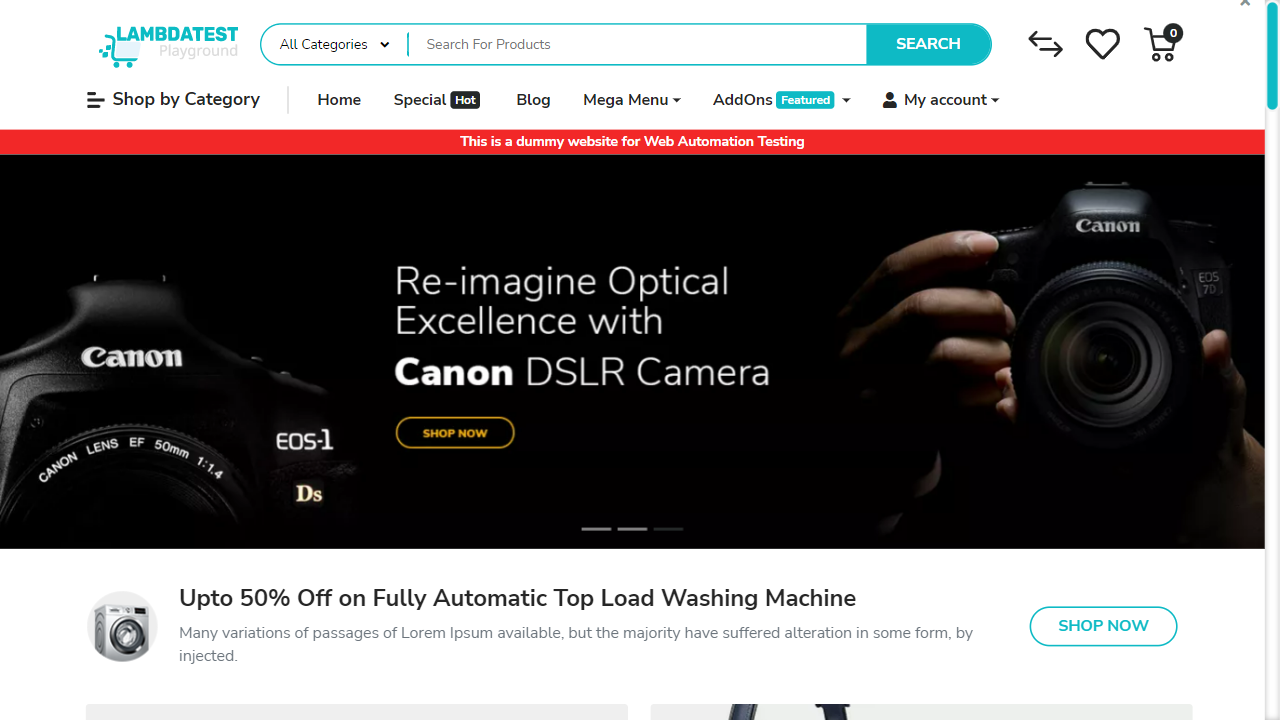 LAMBDATEST
Playground
All Categories
Search For Products
SEARCH
0
Shop by Category
Home
Special Hot
Blog
Mega Menu
AddOns Featured
My account
This is a dummy website for Web Automation Testing
Canon
EOS
7D
Re-imagine Optical
Excellence with
Canon DSLR Camera
SHOP NOW
Canon
EOS-1
Ds
CANON LENS EF 50mm 1:1.4
Upto 50% Off on Fully Automatic Top Load Washing Machine
Many variations of passages of Lorem Ipsum available, but the majority have suffered alteration in some form, by
injected.
SHOP NOW